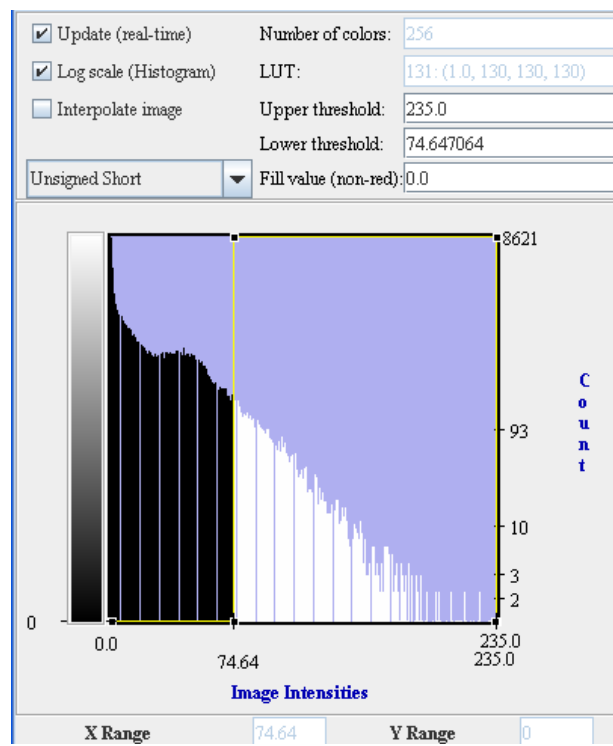 Update (real-time) Number of colors: 256
Log scale (Histogram) LUT: 131: (1.0, 130, 130, 130)
Interpolate image Upper threshold: 235.0
Lower threshold: 74.647064
Unsigned Short Fill value (non-red): 0.0
8621
Count
93
10
3
2
0
0.0 235.0
74.64 235.0
Image Intensities
X Range 74.64 Y Range 0